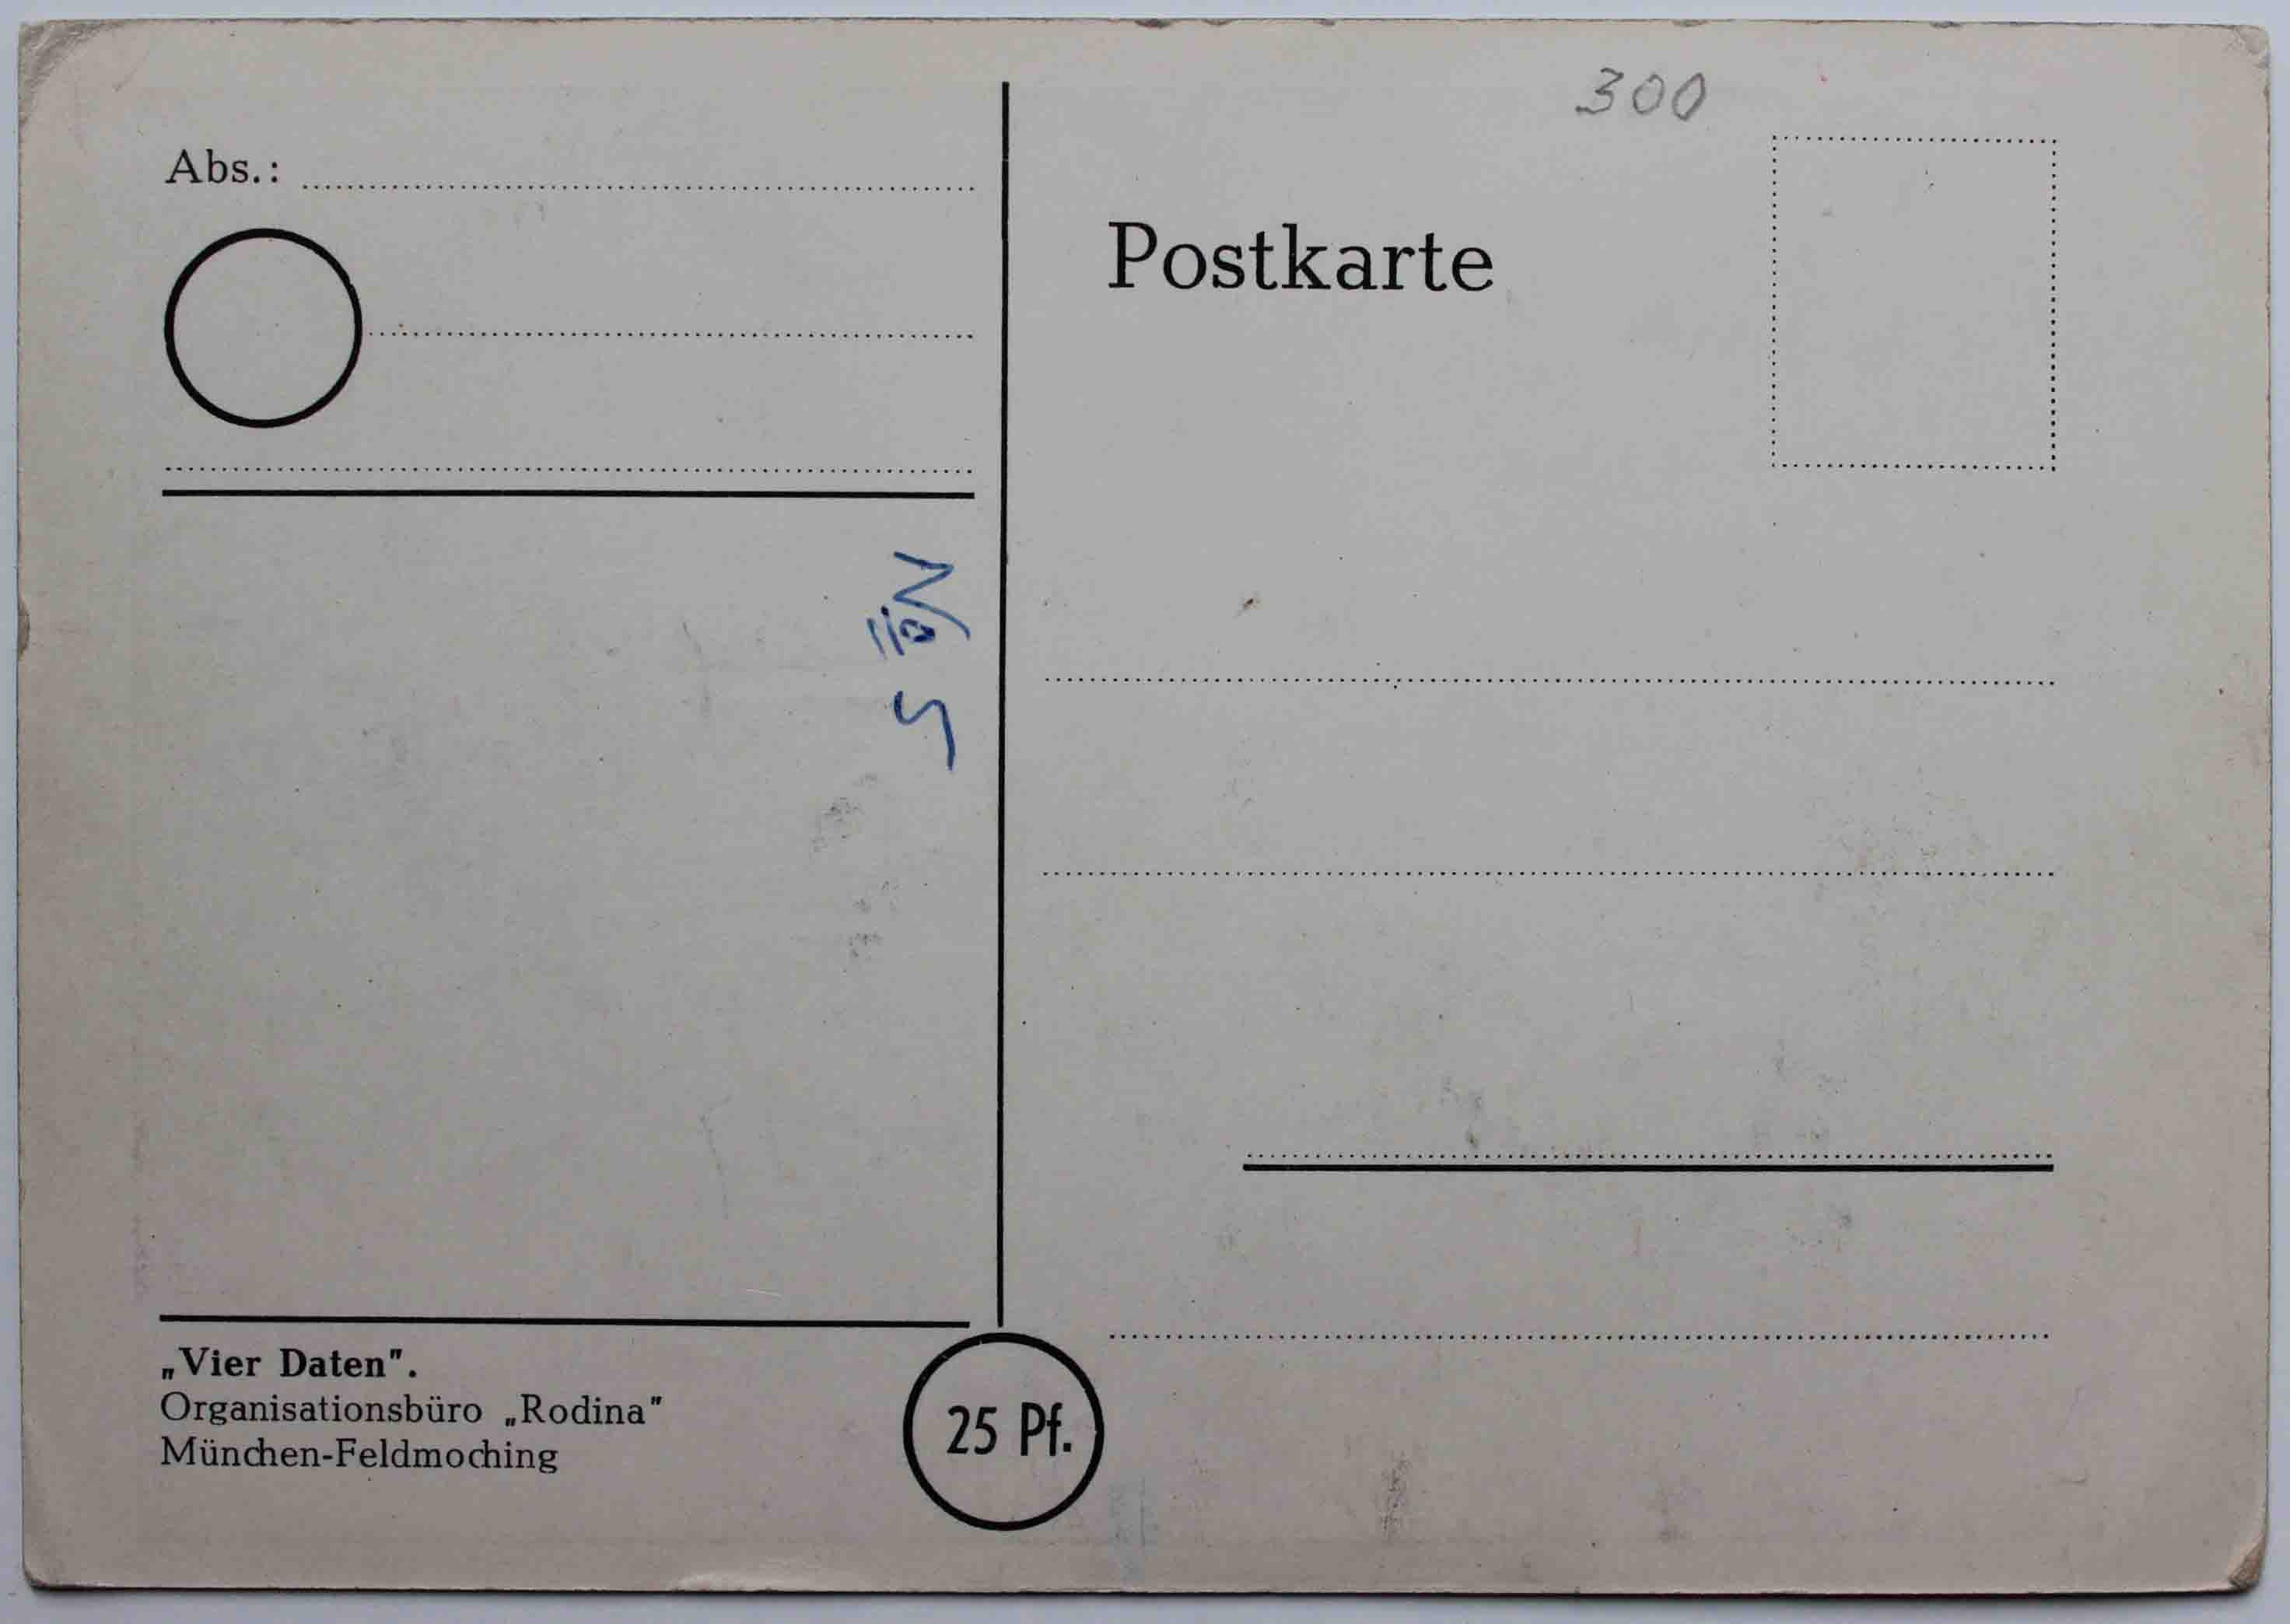 300
Abs.:
Postkarte
№ 5
„Vier Daten".
Organisationsbüro „Rodina"
München-Feldmoching
25 Pf.